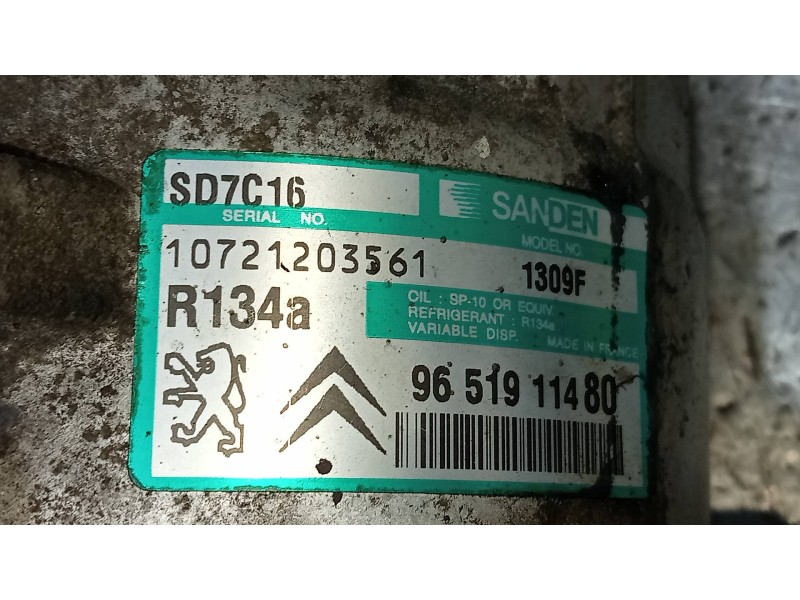 SD7C16
SANDEN
SERIAL NO.
MODEL NO.
10721203561
1309F
R134a
OIL : SP-10 OR EQUIV.
REFRIGERANT : R134a
VARIABLE DISP.
MADE IN FRANCE
96 519 114 80